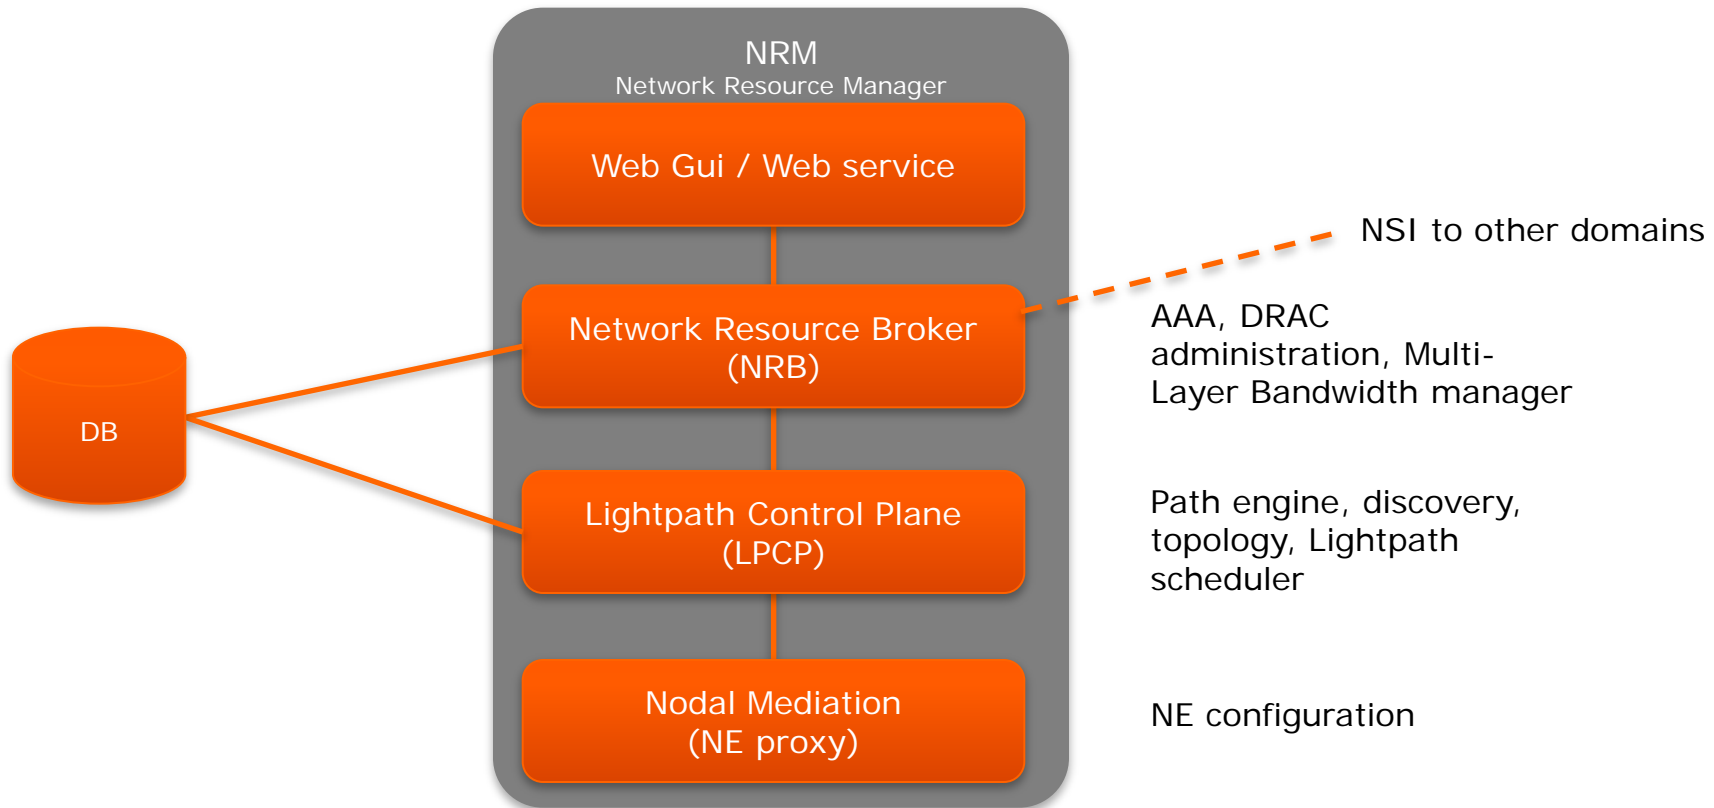 NRM
Network Resource Manager
Web Gui / Web service
NSI to other domains
Network Resource Broker
(NRB)
AAA, DRAC
administration, Multi-
Layer Bandwidth manager
DB
Lightpath Control Plane
(LPCP)
Path engine, discovery,
topology, Lightpath
scheduler
Nodal Mediation
(NE proxy)
NE configuration